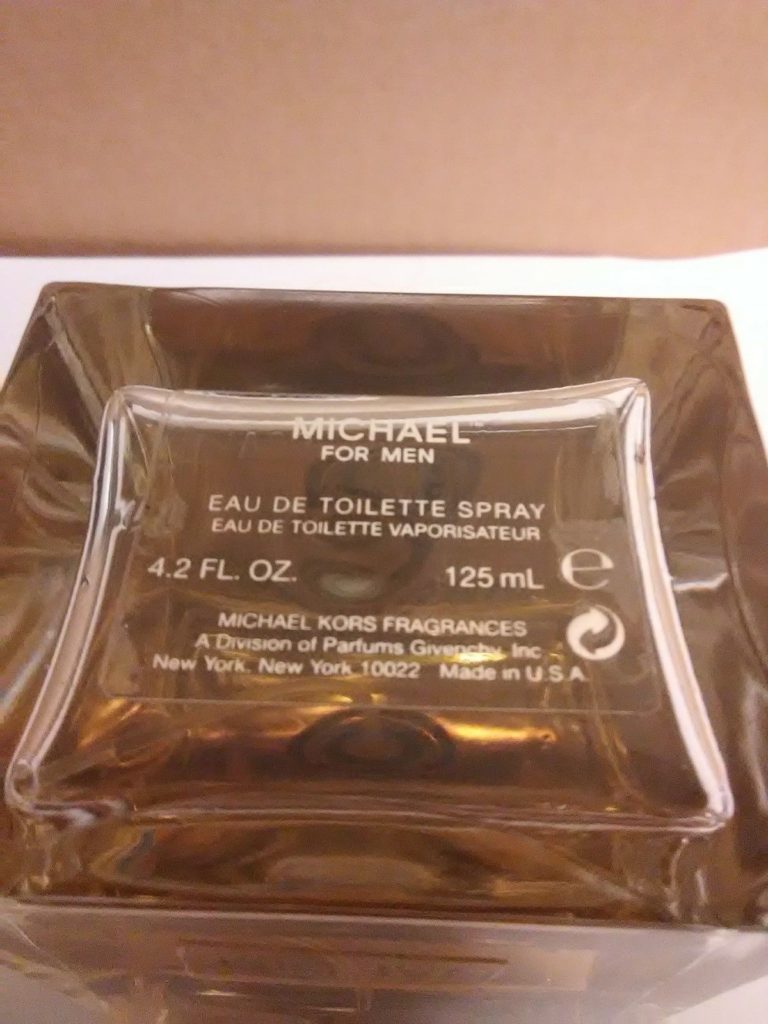 MICHAEL
FOR MEN
EAU DE TOILETTE SPRAY
EAU DE TOILETTE VAPORISATEUR
4.2 FL. OZ. 125 mL e
MICHAEL KORS FRAGRANCES
A Division of Parfums Givenchy, Inc
New York, New York 10022 Made in U.S.A.